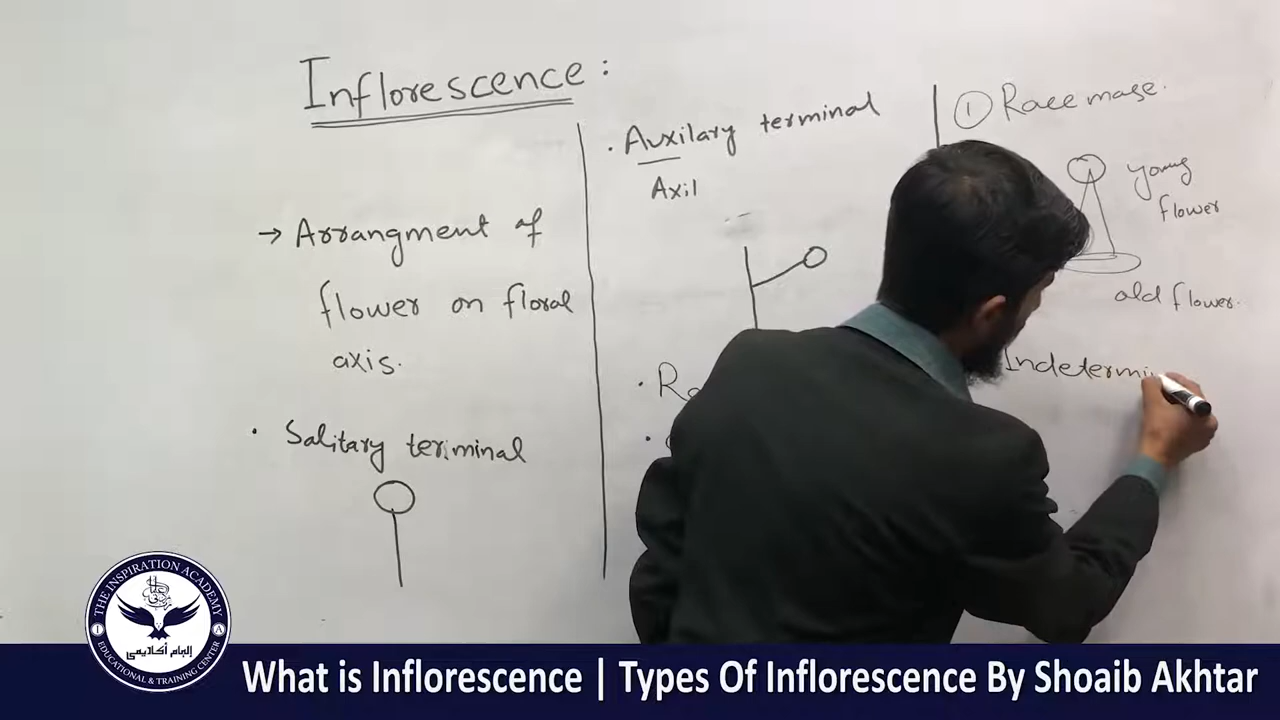 Inflorescence:
→ Arrangment of
flower on floral
axis.
· Salitary teriminal
· Auxilary terminal
Axil
① Racemose.
young
flower
old flower.
Indetermi
THE INSPIRATION ACADEMY
EDUCATIONAL & TRAINING CENTER
What is Inflorescence | Types Of Inflorescence By Shoaib Akhtar